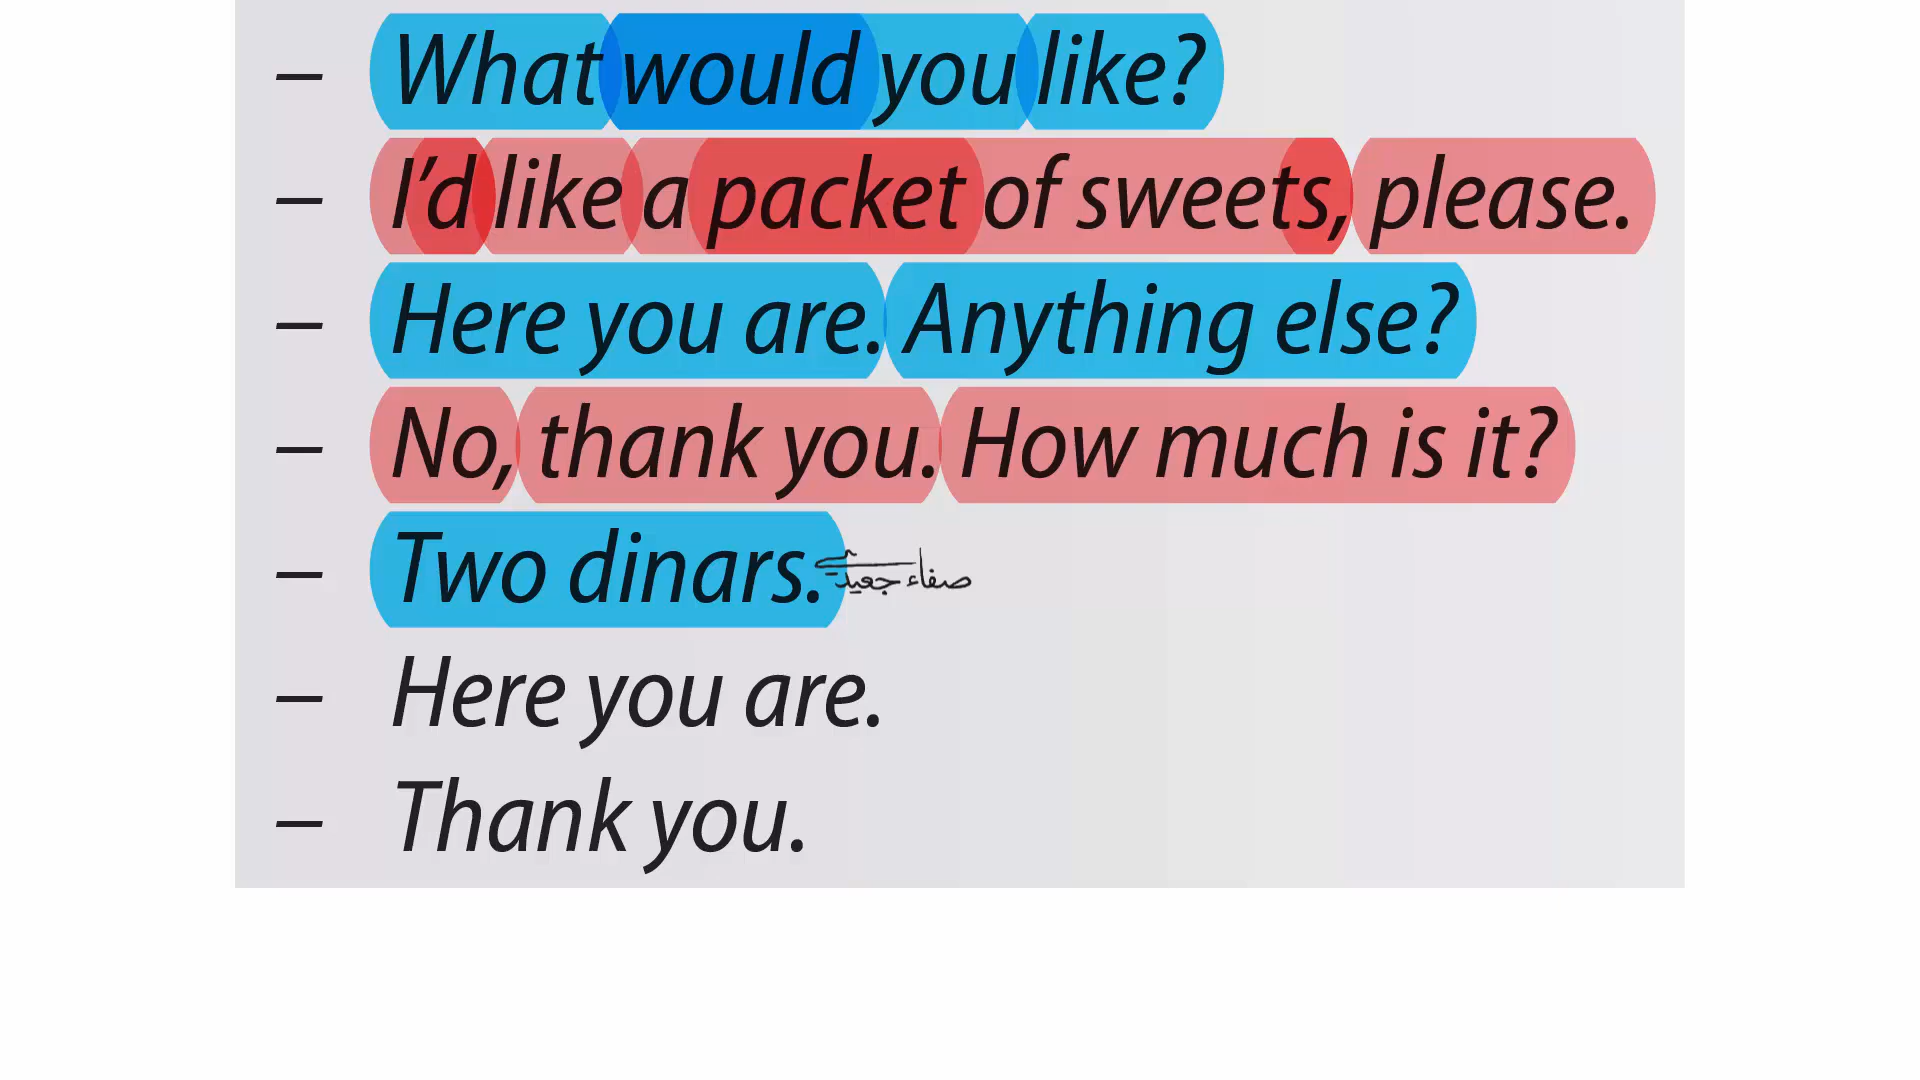 – What would you like?
– I’d like a packet of sweets, please.
– Here you are. Anything else?
– No, thank you. How much is it?
– Two dinars.
صفاء جعيد
– Here you are.
– Thank you.